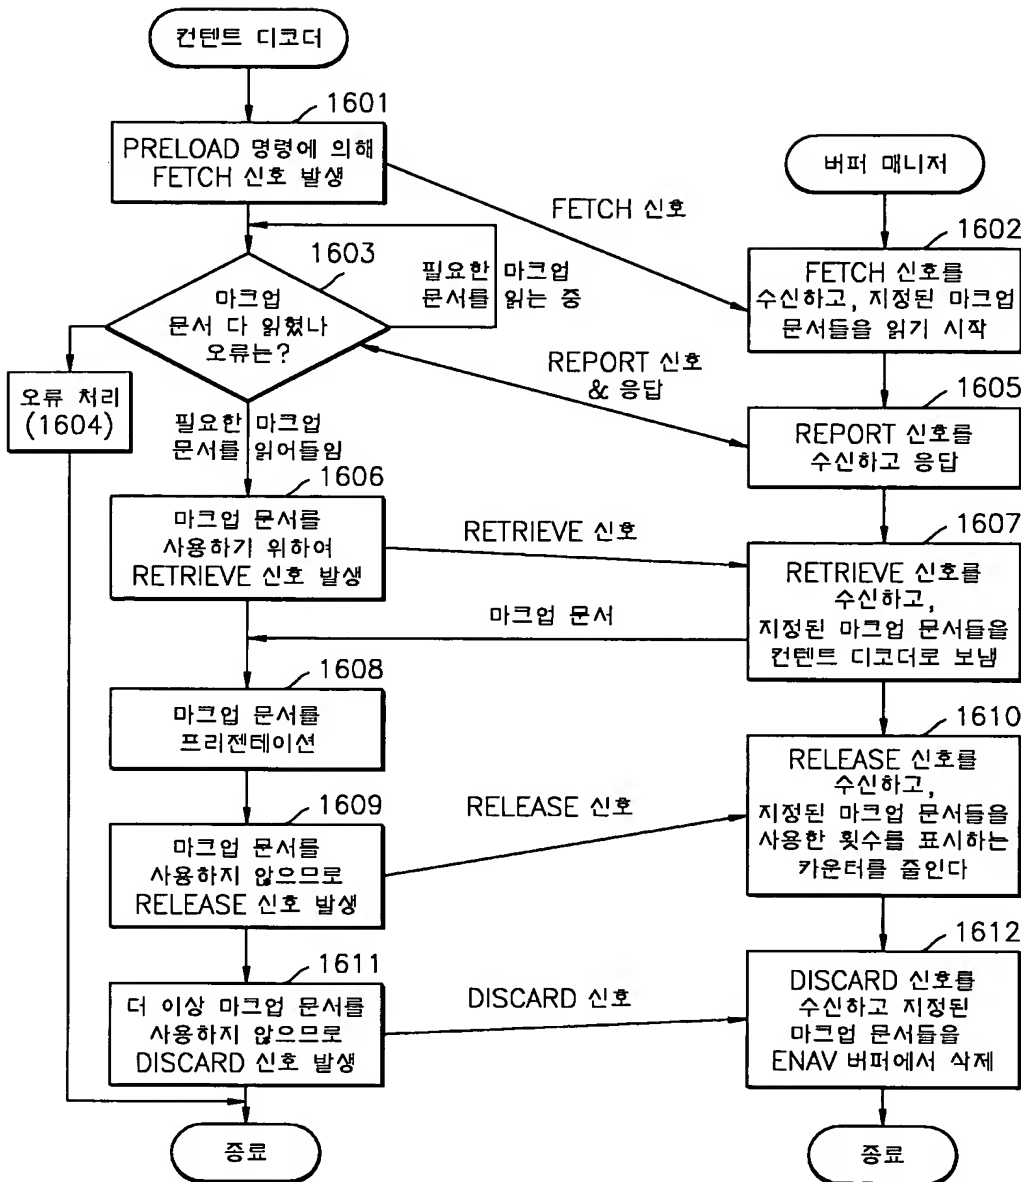 컨텐트 디코더
1601
PRELOAD 명령에 의해
FETCH 신호 발생
버퍼 매니저
FETCH 신호
1602
FETCH 신호를
수신하고, 지정된 마크업
문서들을 읽기 시작
1603
마크업
문서 다 읽혔나
오류는?
필요한 마크업
문서를 읽는 중
오류 처리
(1604)
REPORT 신호
& 응답
1605
REPORT 신호를
수신하고 응답
필요한 마크업
문서를 읽어들임
1606
마크업 문서를
사용하기 위하여
RETRIEVE 신호 발생
RETRIEVE 신호
1607
RETRIEVE 신호를
수신하고,
지정된 마크업 문서들을
컨텐트 디코더로 보냄
마크업 문서
1608
마크업 문서를
프리젠테이션
1609
마크업 문서를
사용하지 않으므로
RELEASE 신호 발생
RELEASE 신호
1610
RELEASE 신호를
수신하고,
지정된 마크업 문서들을
사용한 횟수를 표시하는
카운터를 줄인다
1611
더 이상 마크업 문서를
사용하지 않으므로
DISCARD 신호 발생
DISCARD 신호
1612
DISCARD 신호를
수신하고 지정된
마크업 문서들을
ENAV 버퍼에서 삭제
종료
종료